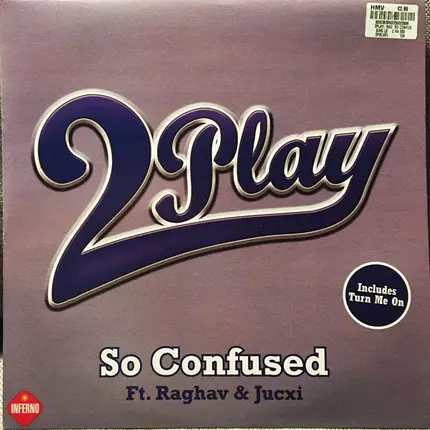 HMV £2.99
2Play
Includes
Turn Me On
So Confused
Ft. Raghav & Jucxi
INFERNO